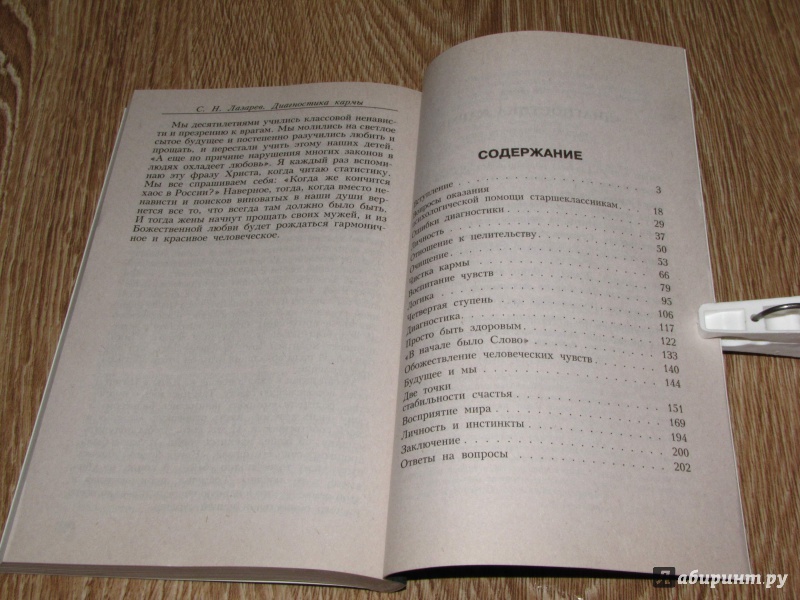 С. Н. Лазарев. Диагностика кармы
Мы десятилетиями учились классовой ненавис-
ти и презрению к врагам. Мы молились на светлое
сытое будущее и постепенно разучились любить и
прощать, и перестали учить этому наших детей.
«А еще по причине нарушения многих законов в
людях охладеет любовь». Я каждый раз вспоми-
наю эту фразу Христа, когда читаю статистику.
Мы все спрашиваем себя: «Когда же кончится
хаос в России?» Наверное, тогда, когда вместо не-
нависти и поисков виноватых в наши души вер-
нется все то, что всегда там должно было быть.
И тогда жены начнут прощать своих мужей, и из
Божественной любви будет рождаться гармонич-
ное и красивое человеческое.
СОДЕРЖАНИЕ
Вступление 3
Вопросы оказания
психологической помощи старшеклассникам. 18
Ошибки диагностики 29
Личность 37
Отношение к целительству 50
Очищение 53
Чистка кармы 66
Воспитание чувств 79
Логика 95
Четвертая ступень 106
Диагностика. 117
Просто быть здоровым 122
«В начале было Слово» 133
Обожествление человеческих чувств 140
Будущее и мы 144
Две точки
стабильности счастья 151
Восприятие мира 169
Личность и инстинкты 194
Заключение 200
Ответы на вопросы 202
Лабиринт.ру